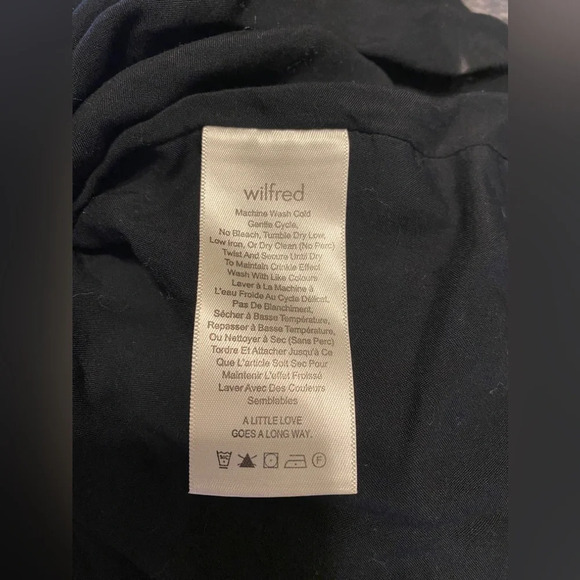 wilfred
Machine Wash Cold
Gentle Cycle,
No Bleach, Tumble Dry Low,
Low Iron, Or Dry Clean (No Perc)
Twist And Secure Until Dry
To Maintain Crinkle Effect
Wash With Like Colours
Laver à La Machine à
L'eau Froide Au Cycle Délicat,
Pas De Blanchiment,
Sécher à Basse Température,
Repasser à Basse Température,
Ou Nettoyer à Sec (Sans Perc)
Tordre Et Attacher Jusqu'à Ce
Que L'article Soit Sec Pour
Maintenir L'effet Froissé
Laver Avec Des Couleurs
Semblables
A LITTLE LOVE
GOES A LONG WAY.
F